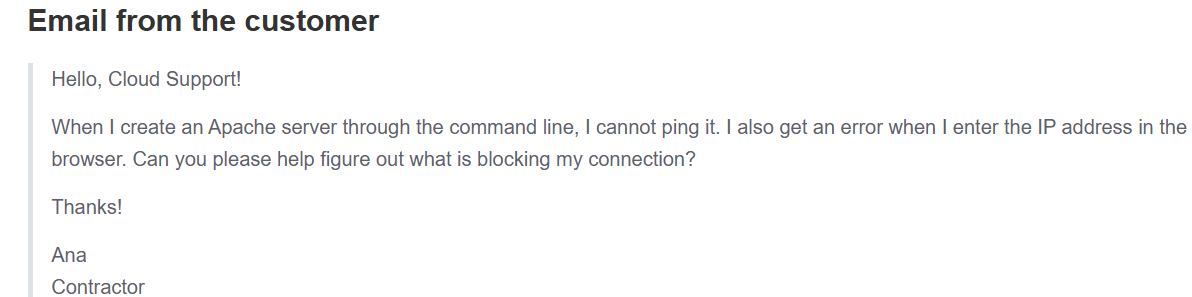 Email from the customer
Hello, Cloud Support!
When I create an Apache server through the command line, I cannot ping it. I also get an error when I enter the IP address in the
browser. Can you please help figure out what is blocking my connection?
Thanks!
Ana
Contractor